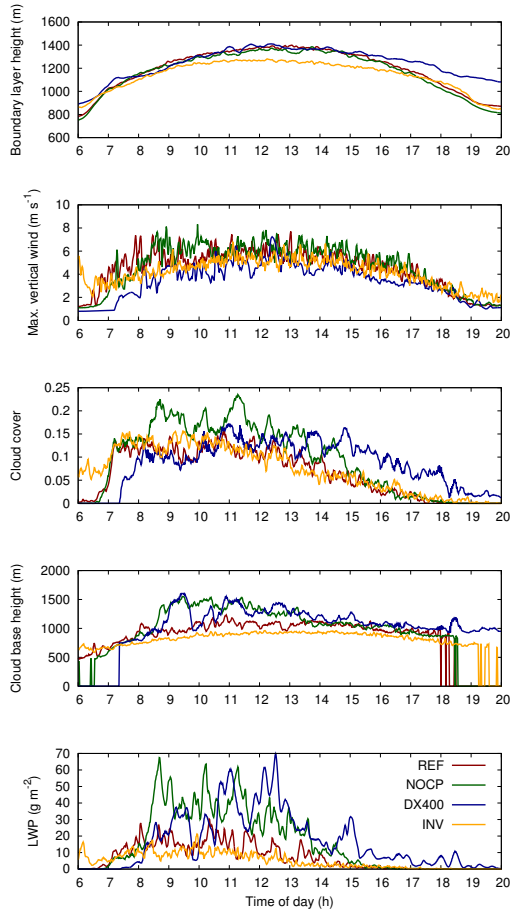 1600
1400
1200
1000
800
600
Boundary layer height (m)
6 7 8 9 10 11 12 13 14 15 16 17 18 19 20
10
8
6
4
2
0
Max. vertical wind (m s⁻¹)
6 7 8 9 10 11 12 13 14 15 16 17 18 19 20
0.25
0.2
0.15
0.1
0.05
0
Cloud cover
6 7 8 9 10 11 12 13 14 15 16 17 18 19 20
2000
1500
1000
500
0
Cloud base height (m)
6 7 8 9 10 11 12 13 14 15 16 17 18 19 20
70
60
50
40
30
20
10
0
LWP (g m⁻²)
REF
NOCP
DX400
INV
6 7 8 9 10 11 12 13 14 15 16 17 18 19 20
Time of day (h)